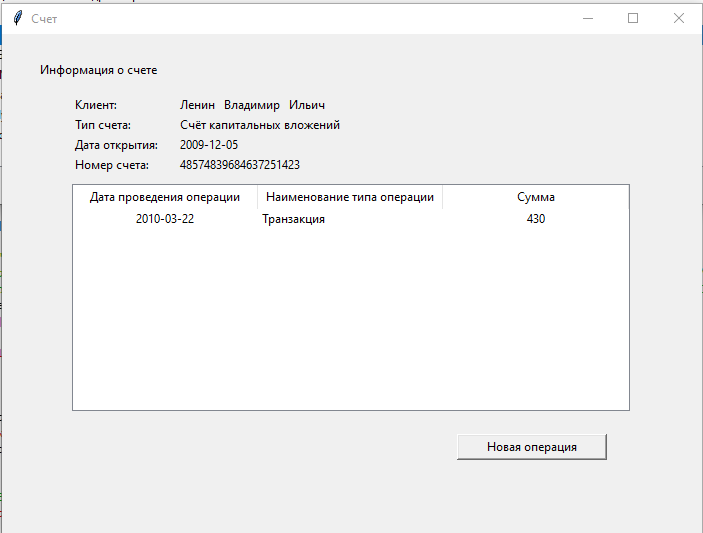 Счет
Информация о счете
Клиент: Ленин Владимир Ильич
Тип счета: Счёт капитальных вложений
Дата открытия: 2009-12-05
Номер счета: 48574839684637251423
Дата проведения операции Наименование типа операции Сумма
2010-03-22 Транзакция 430
Новая операция